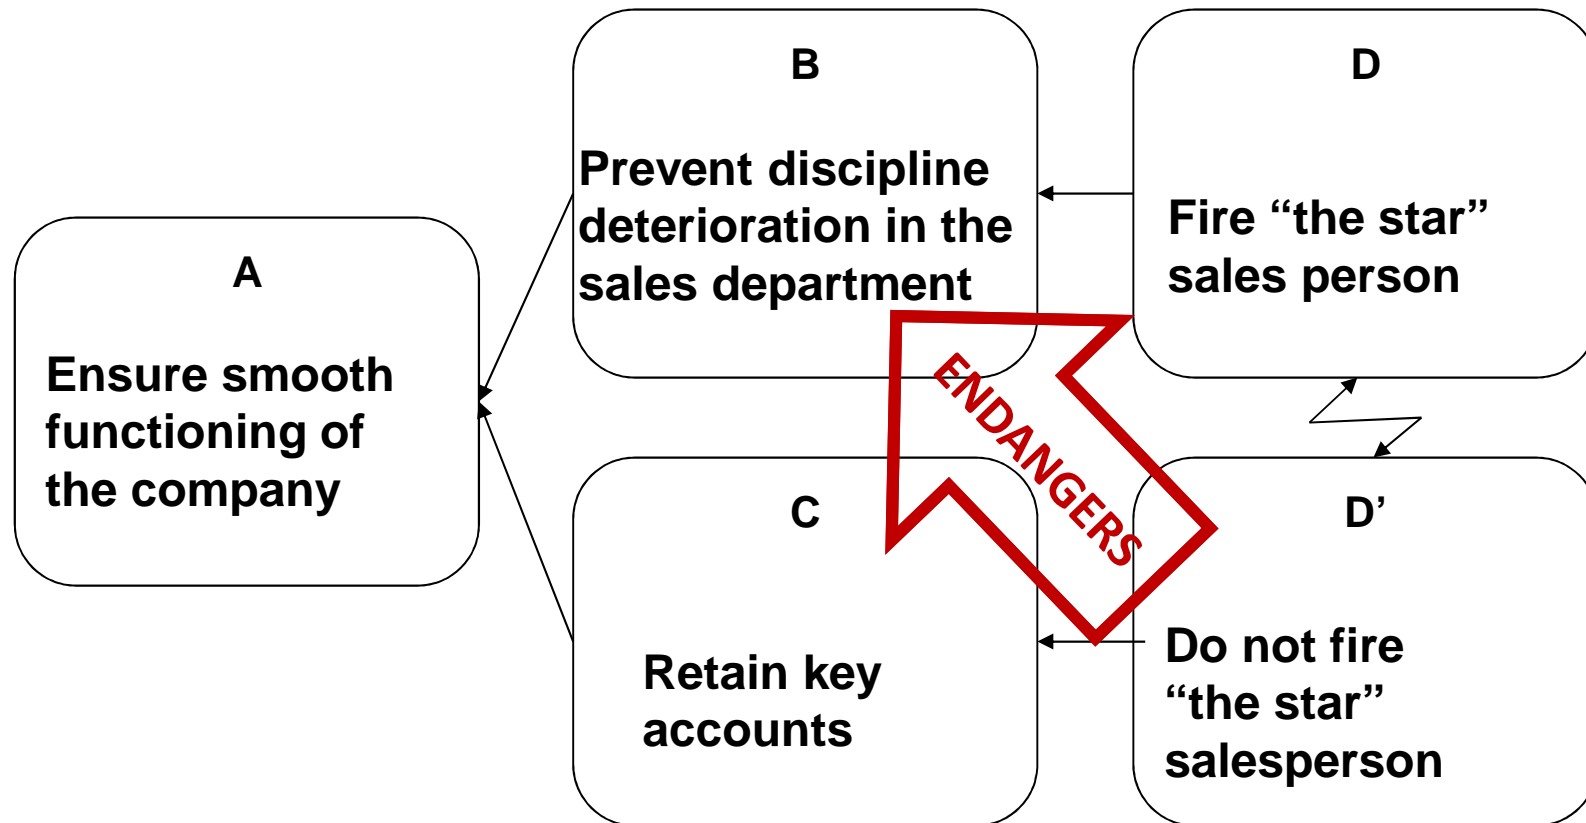 A
Ensure smooth
functioning of
the company
B
Prevent discipline
deterioration in the
sales department
D
Fire “the star”
sales person
ENDANGERS
C
Retain key
accounts
D’
Do not fire
“the star”
salesperson